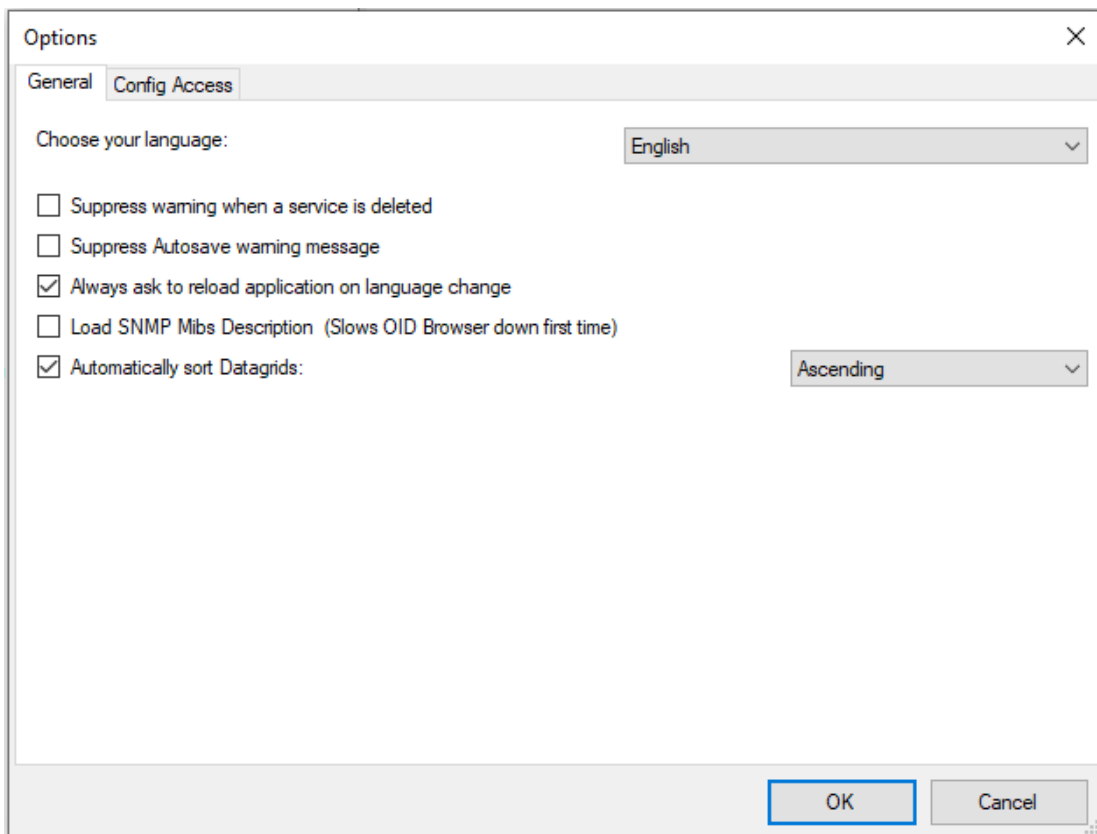 Options
General Config Access
Choose your language: English
Suppress warning when a service is deleted
Suppress Autosave warning message
Always ask to reload application on language change
Load SNMP Mibs Description (Slows OID Browser down first time)
Automatically sort Datagrids: Ascending
OK Cancel